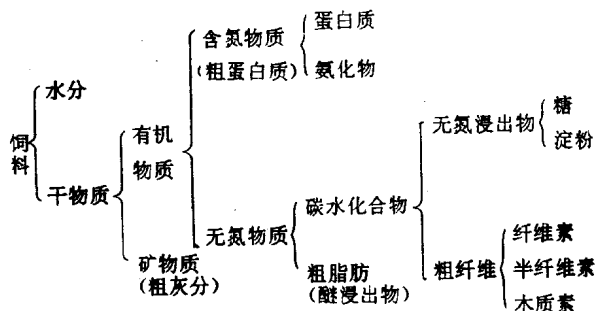 饲料
水分
干物质
有机
物质
矿物质
(粗灰分)
含氮物质
(粗蛋白质)
蛋白质
氨化物
无氮物质
碳水化合物
粗脂肪
(醚浸出物)
无氮浸出物
糖
淀粉
粗纤维
纤维素
半纤维素
木质素